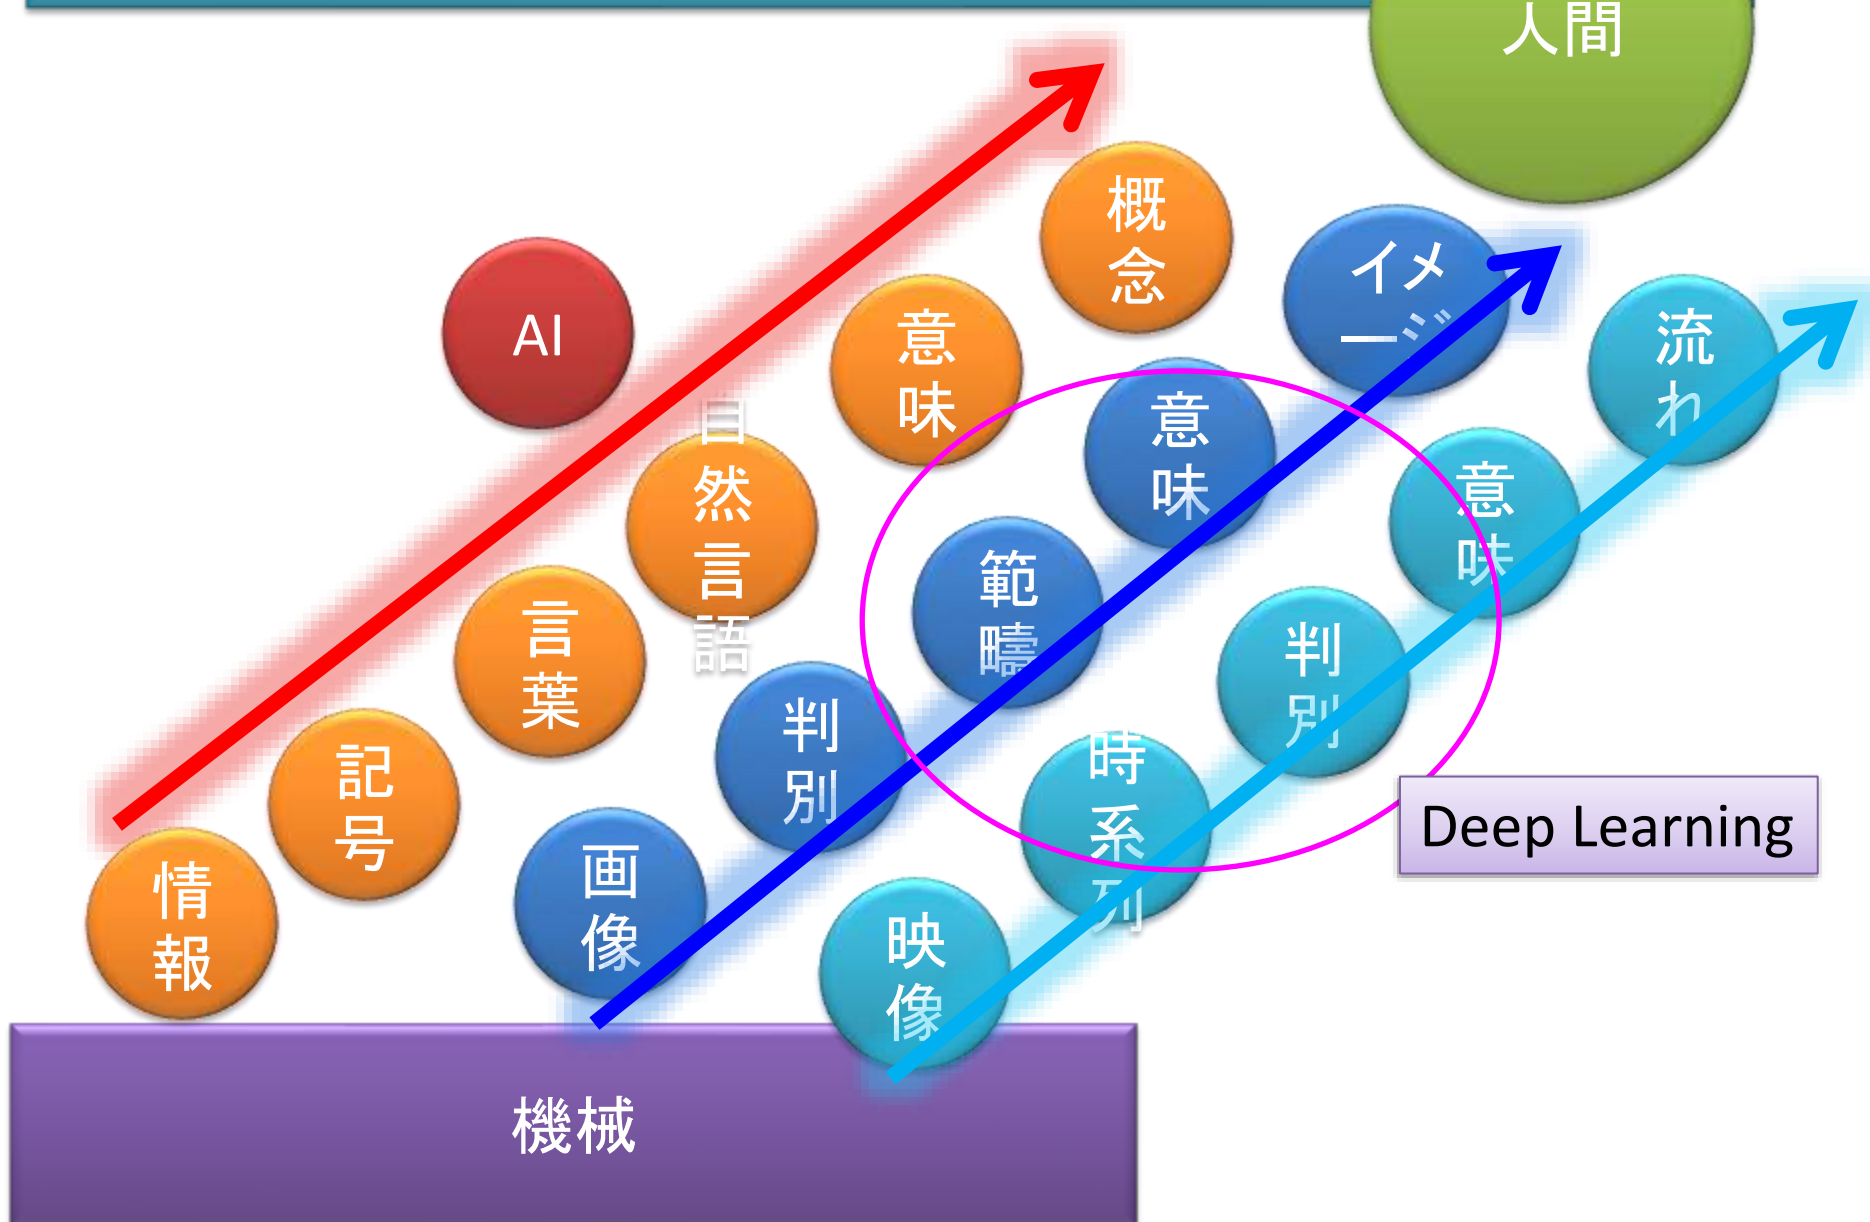 人間
概
念
イメ
ージ
AI
意
味
流
れ
自
然
言
語
意
味
意
味
範
疇
言
葉
判
別
判
別
記
号
時
系
列
Deep Learning
画
像
情
報
映
像
機械